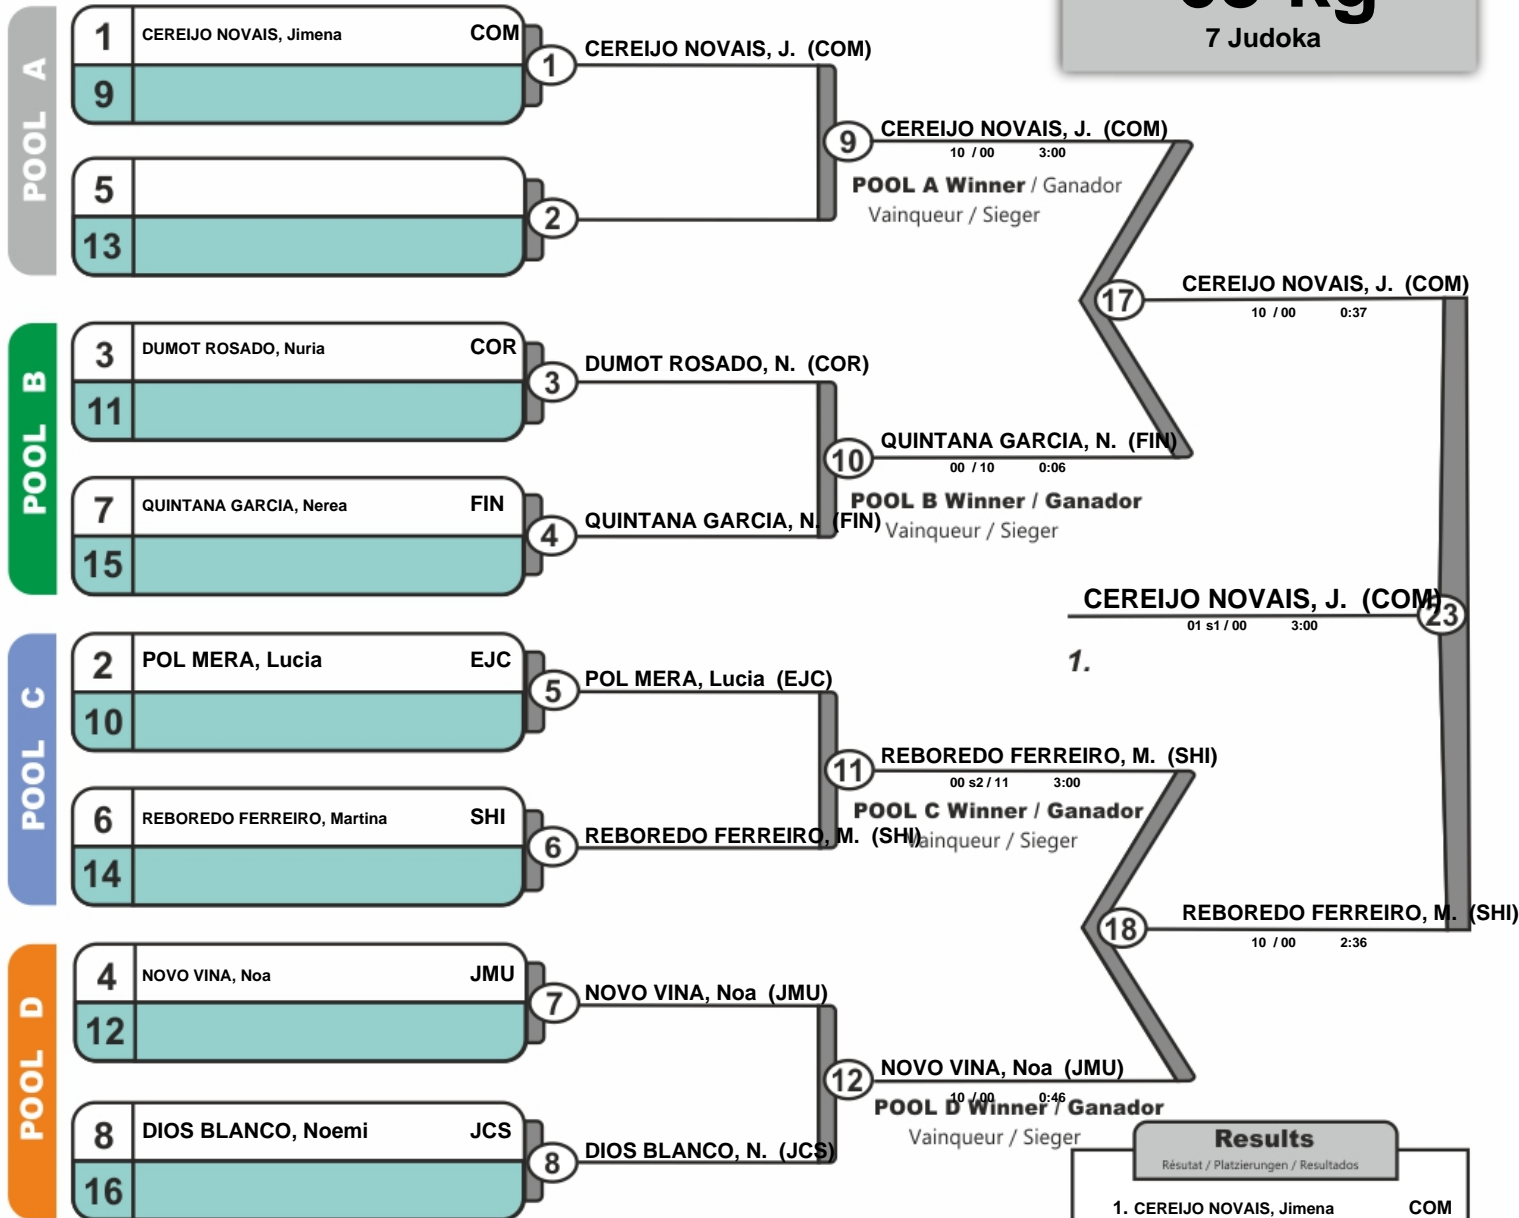 7 Judoka
POOL A
1 CEREIJO NOVAIS, Jimena COM
9
1 CEREIJO NOVAIS, J. (COM)
5
13
2
9 CEREIJO NOVAIS, J. (COM)
10 / 00 3:00
POOL A Winner / Ganador
Vainqueur / Sieger
POOL B
3 DUMOT ROSADO, Nuria COR
11
3 DUMOT ROSADO, N. (COR)
7 QUINTANA GARCIA, Nerea FIN
15
4 QUINTANA GARCIA, N. (FIN)
10 QUINTANA GARCIA, N. (FIN)
00 / 10 0:06
POOL B Winner / Ganador
Vainqueur / Sieger
17 CEREIJO NOVAIS, J. (COM)
10 / 00 0:37
CEREIJO NOVAIS, J. (COM) 23
01 s1 / 00 3:00
1.
POOL C
2 POL MERA, Lucia EJC
10
5 POL MERA, Lucia (EJC)
6 REBOREDO FERREIRO, Martina SHI
14
6 REBOREDO FERREIRO, M. (SHI)
11 REBOREDO FERREIRO, M. (SHI)
00 s2 / 11 3:00
POOL C Winner / Ganador
Vainqueur / Sieger
18 REBOREDO FERREIRO, M. (SHI)
10 / 00 2:36
POOL D
4 NOVO VINA, Noa JMU
12
7 NOVO VINA, Noa (JMU)
8 DIOS BLANCO, Noemi JCS
16
8 DIOS BLANCO, N. (JCS)
12 NOVO VINA, Noa (JMU)
10 / 00 0:46
POOL D Winner / Ganador
Vainqueur / Sieger
Results
Résutat / Platzierungen / Resultados
1. CEREIJO NOVAIS, Jimena COM